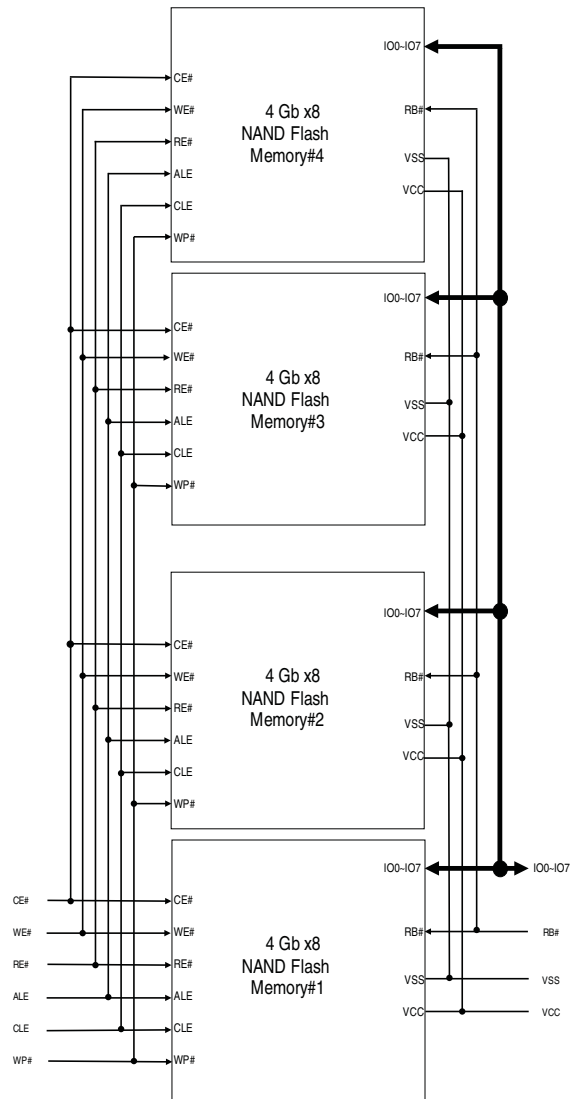 IO0~IO7
CE#
WE#
4 Gb x8
RB#
NAND Flash
RE#
Memory#4
VSS
ALE
VCC
CLE
WP#
IO0~IO7
CE#
WE#
RB#
4 Gb x8
RE#
NAND Flash
VSS
Memory#3
ALE
VCC
CLE
WP#
IO0~IO7
CE#
WE#
4 Gb x8
RB#
NAND Flash
RE#
Memory#2
VSS
ALE
VCC
CLE
WP#
IO0~IO7
IO0~IO7
CE#
CE#
WE#
WE#
4 Gb x8
RB#
RB#
NAND Flash
RE#
RE#
Memory#1
VSS
VSS
ALE
ALE
VCC
VCC
CLE
CLE
WP#
WP#